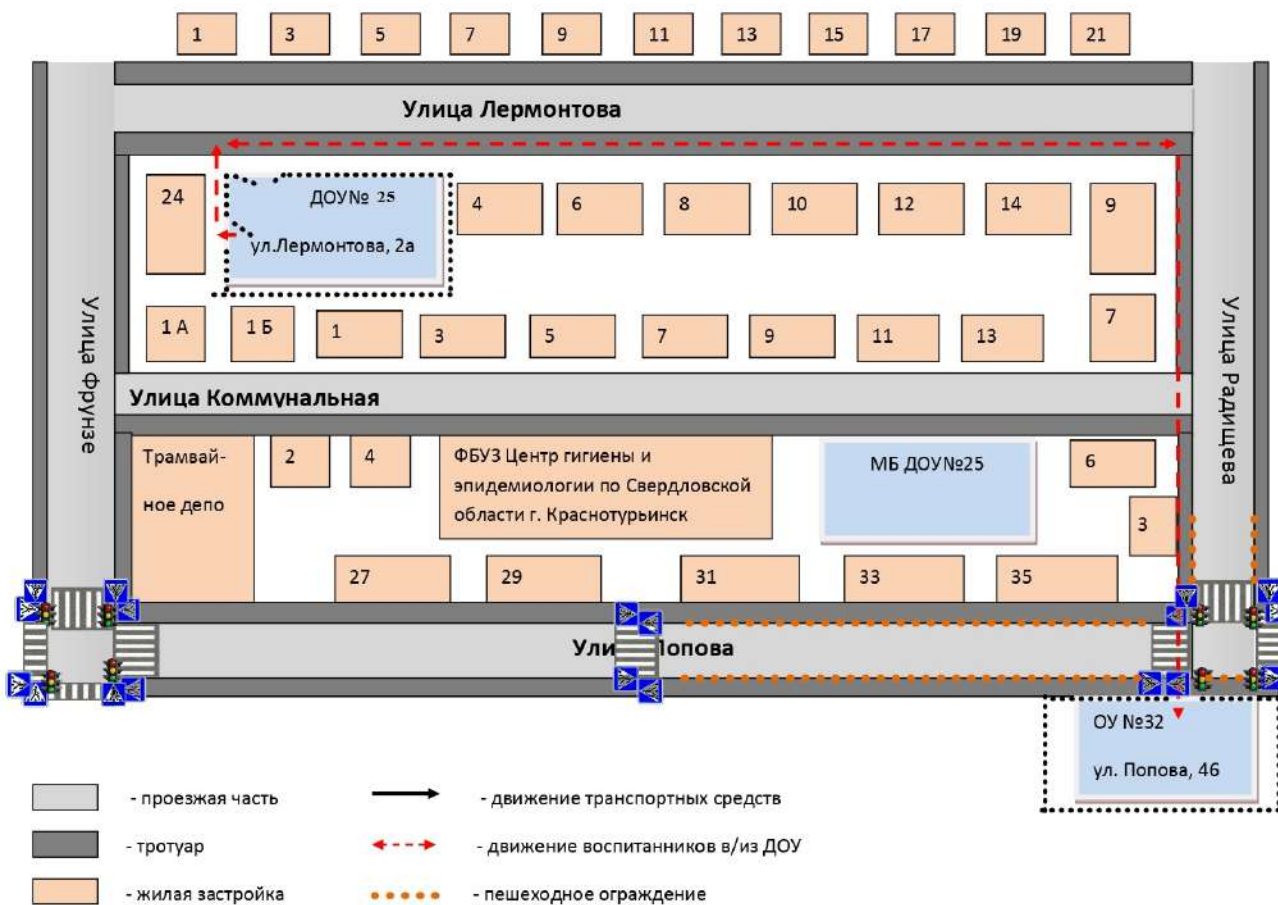 1 3 5 7 9 11 13 15 17 19 21
Улица Лермонтова
24
ДОУ№ 25
ул.Лермонтова, 2а
4 6 8 10 12 14 9
1 А 1 Б 1 3 5 7 9 11 13 7
Улица Фрунзе
Улица Радищева
Улица Коммунальная
Трамвай-
ное депо
2 4
ФБУЗ Центр гигиены и
эпидемиологии по Свердловской
области г. Краснотурьинск
МБ ДОУ№25
6
3
27 29 31 33 35
Улица Попова
ОУ №32
ул. Попова, 46
- проезжая часть
- движение транспортных средств
- тротуар
- движение воспитанников в/из ДОУ
- жилая застройка
- пешеходное ограждение